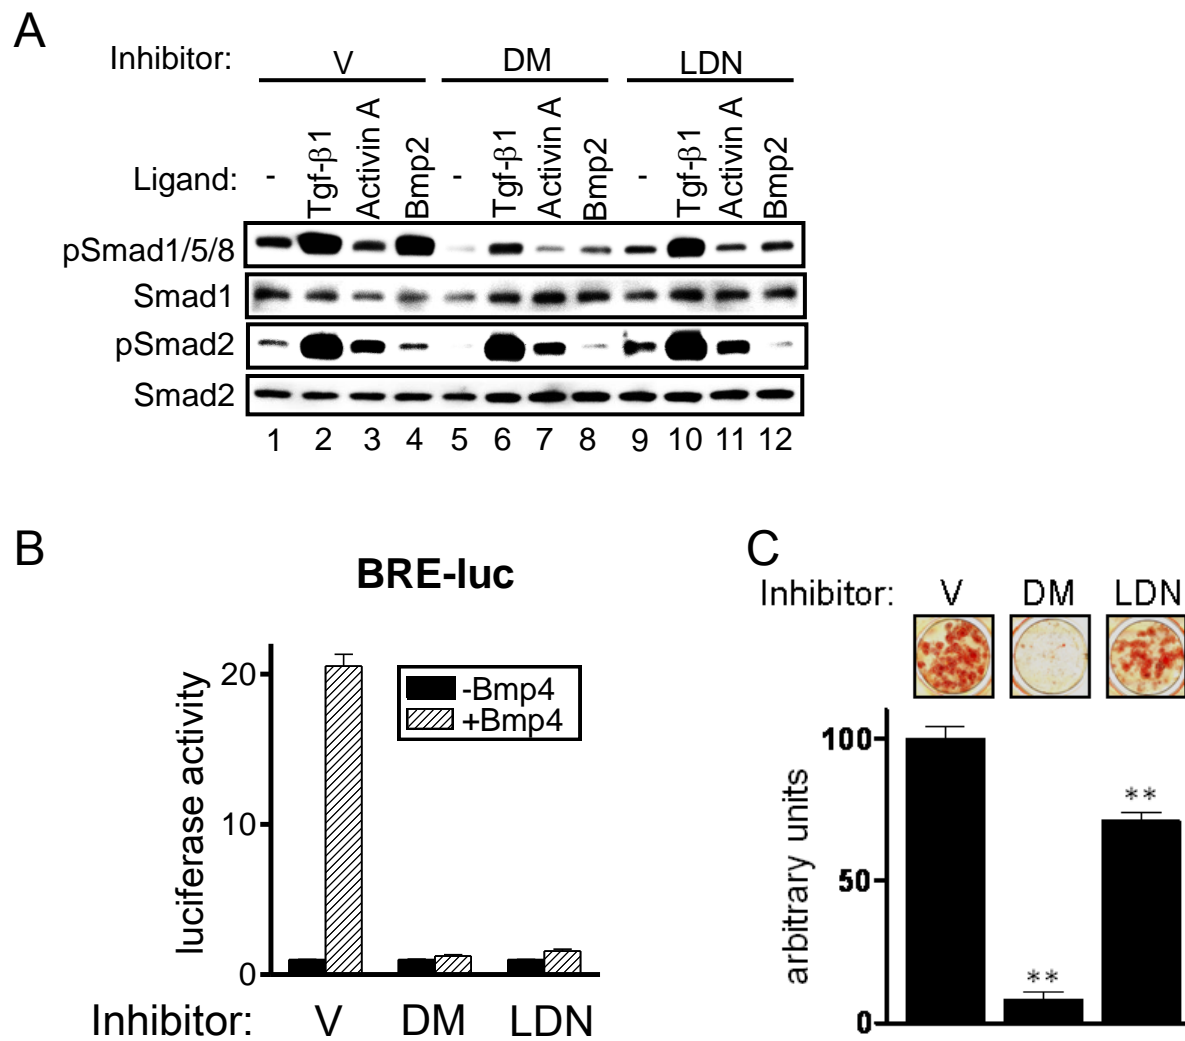 A
Inhibitor: V DM LDN
Ligand: - Tgf-β1 Activin A Bmp2 - Tgf-β1 Activin A Bmp2 - Tgf-β1 Activin A Bmp2
pSmad1/5/8
Smad1
pSmad2
Smad2
1 2 3 4 5 6 7 8 9 10 11 12
B
BRE-luc
luciferase activity
20
10
0
-Bmp4
+Bmp4
Inhibitor: V DM LDN
C
Inhibitor: V DM LDN
arbitrary units
100
50
0
**
**